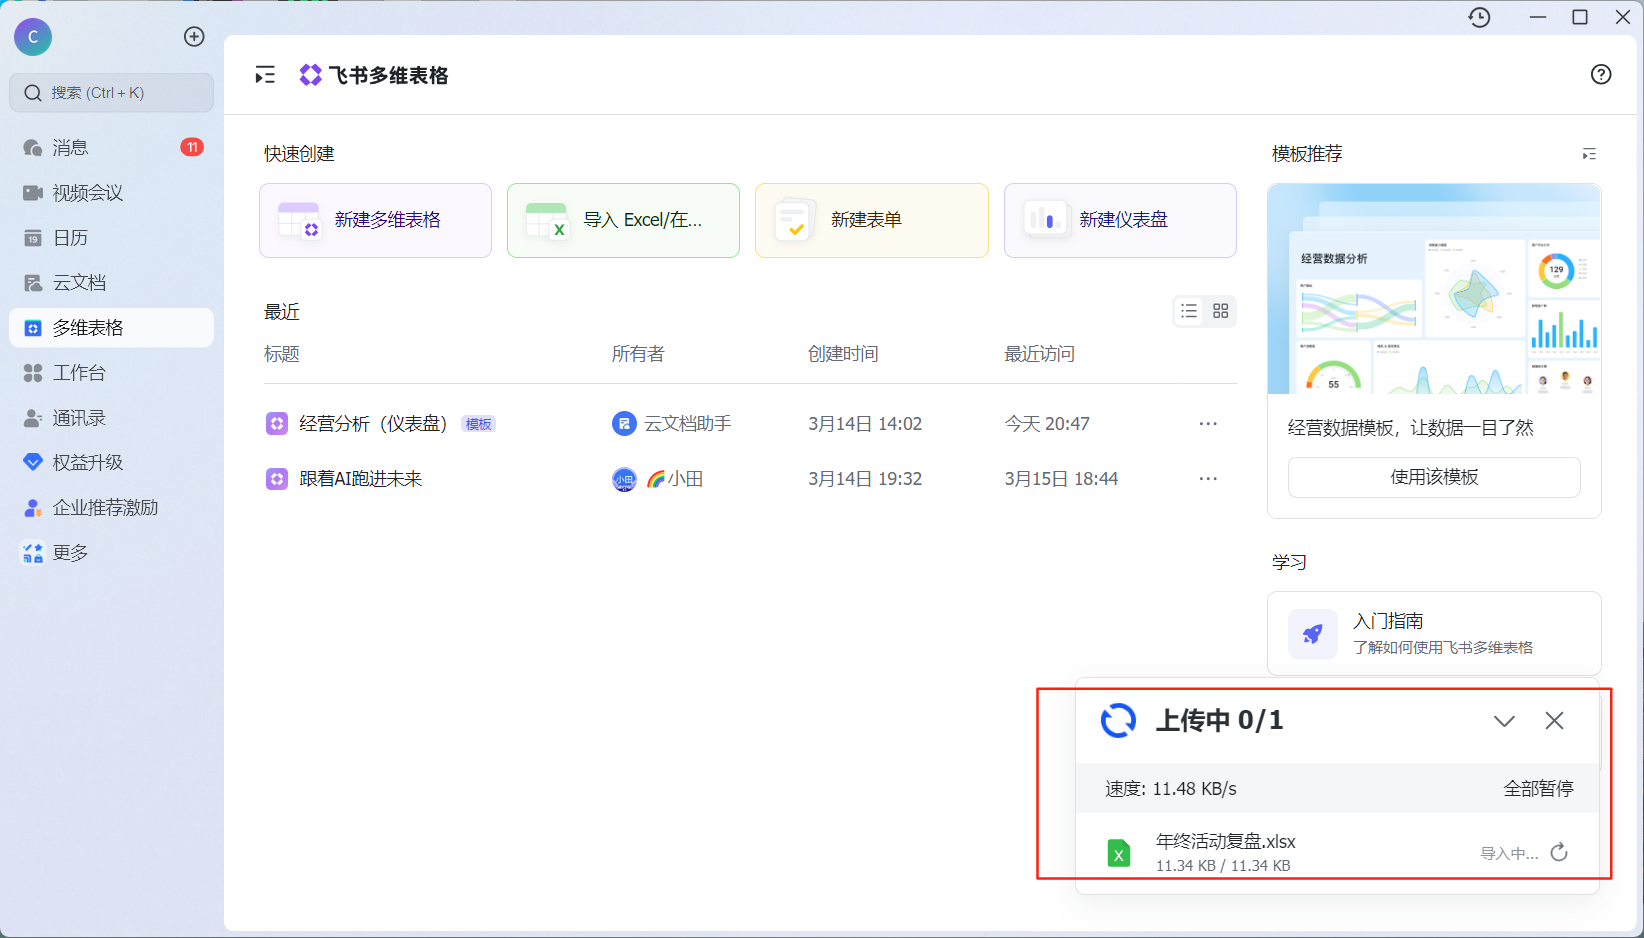 C
搜索 (Ctrl + K)
消息
11
视频会议
19
日历
云文档
多维表格
工作台
通讯录
权益升级
企业推荐激励
更多
飞书多维表格
快速创建
新建多维表格
X
导入 Excel/在...
新建表单
新建仪表盘
最近
标题 所有者 创建时间 最近访问
经营分析（仪表盘） 模板 云文档助手 3月14日 14:02 今天 20:47 ···
跟着AI跑进未来 小田 🌈小田 3月14日 19:32 3月15日 18:44 ···
模板推荐
经营数据分析
129
55
经营数据模板，让数据一目了然
使用该模板
学习
入门指南
了解如何使用飞书多维表格
上传中 0/1
速度: 11.48 KB/s 全部暂停
X
年终活动复盘.xlsx
11.34 KB / 11.34 KB
导入中...